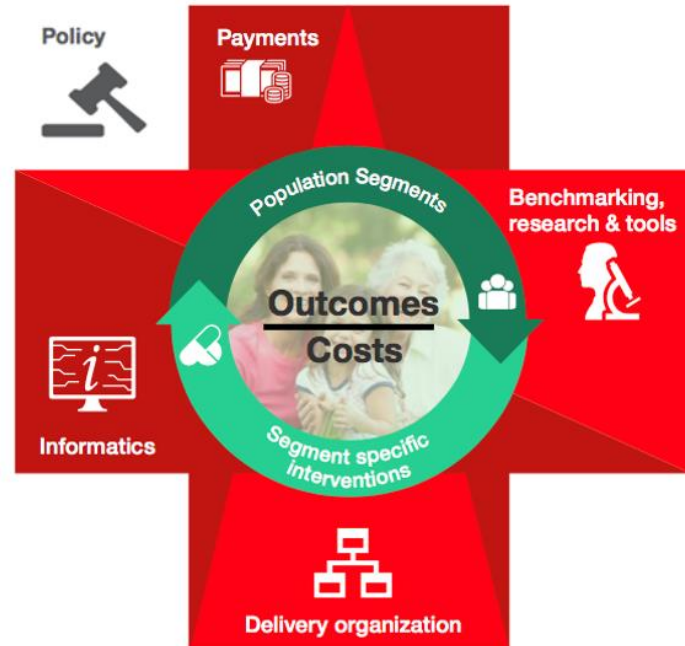 Policy
Payments
Population Segments
Benchmarking,
research & tools
Outcomes
Costs
i
Informatics
Segment specific
interventions
Delivery organization